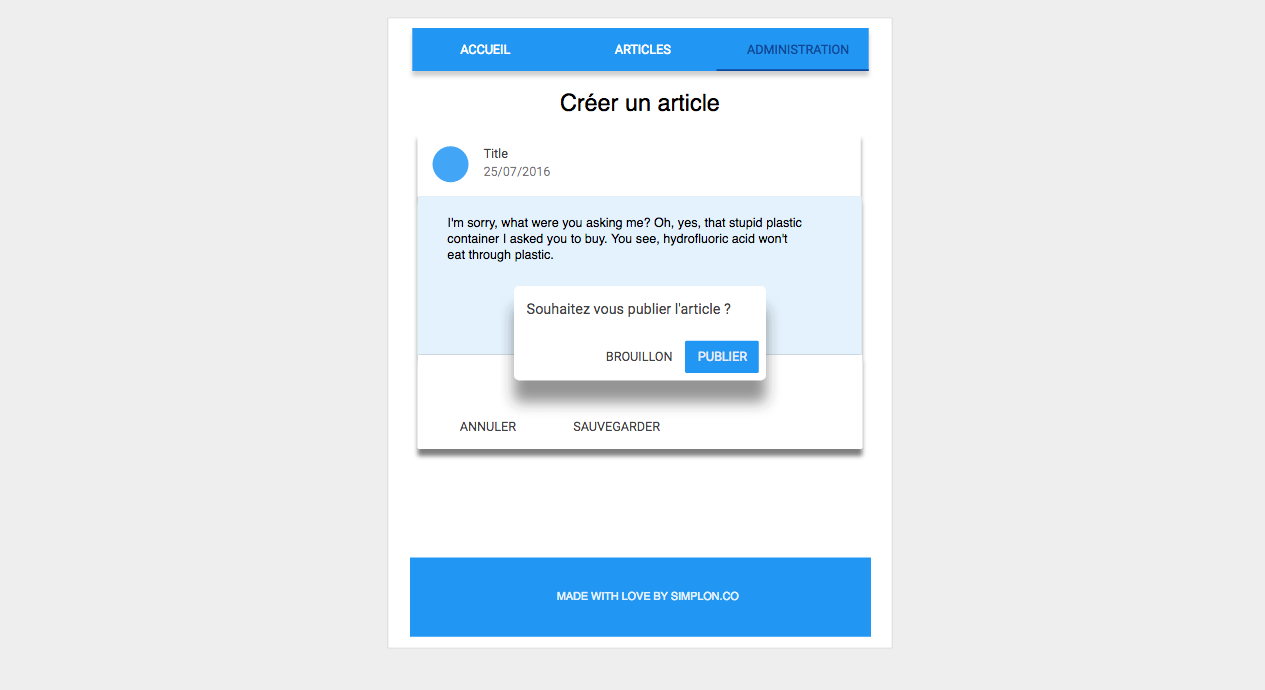 ACCUEIL ARTICLES ADMINISTRATION
Créer un article
Title
25/07/2016
I'm sorry, what were you asking me? Oh, yes, that stupid plastic
container I asked you to buy. You see, hydrofluoric acid won't
eat through plastic.
Souhaitez vous publier l'article ?
BROUILLON PUBLIER
ANNULER SAUVEGARDER
MADE WITH LOVE BY SIMPLON.CO